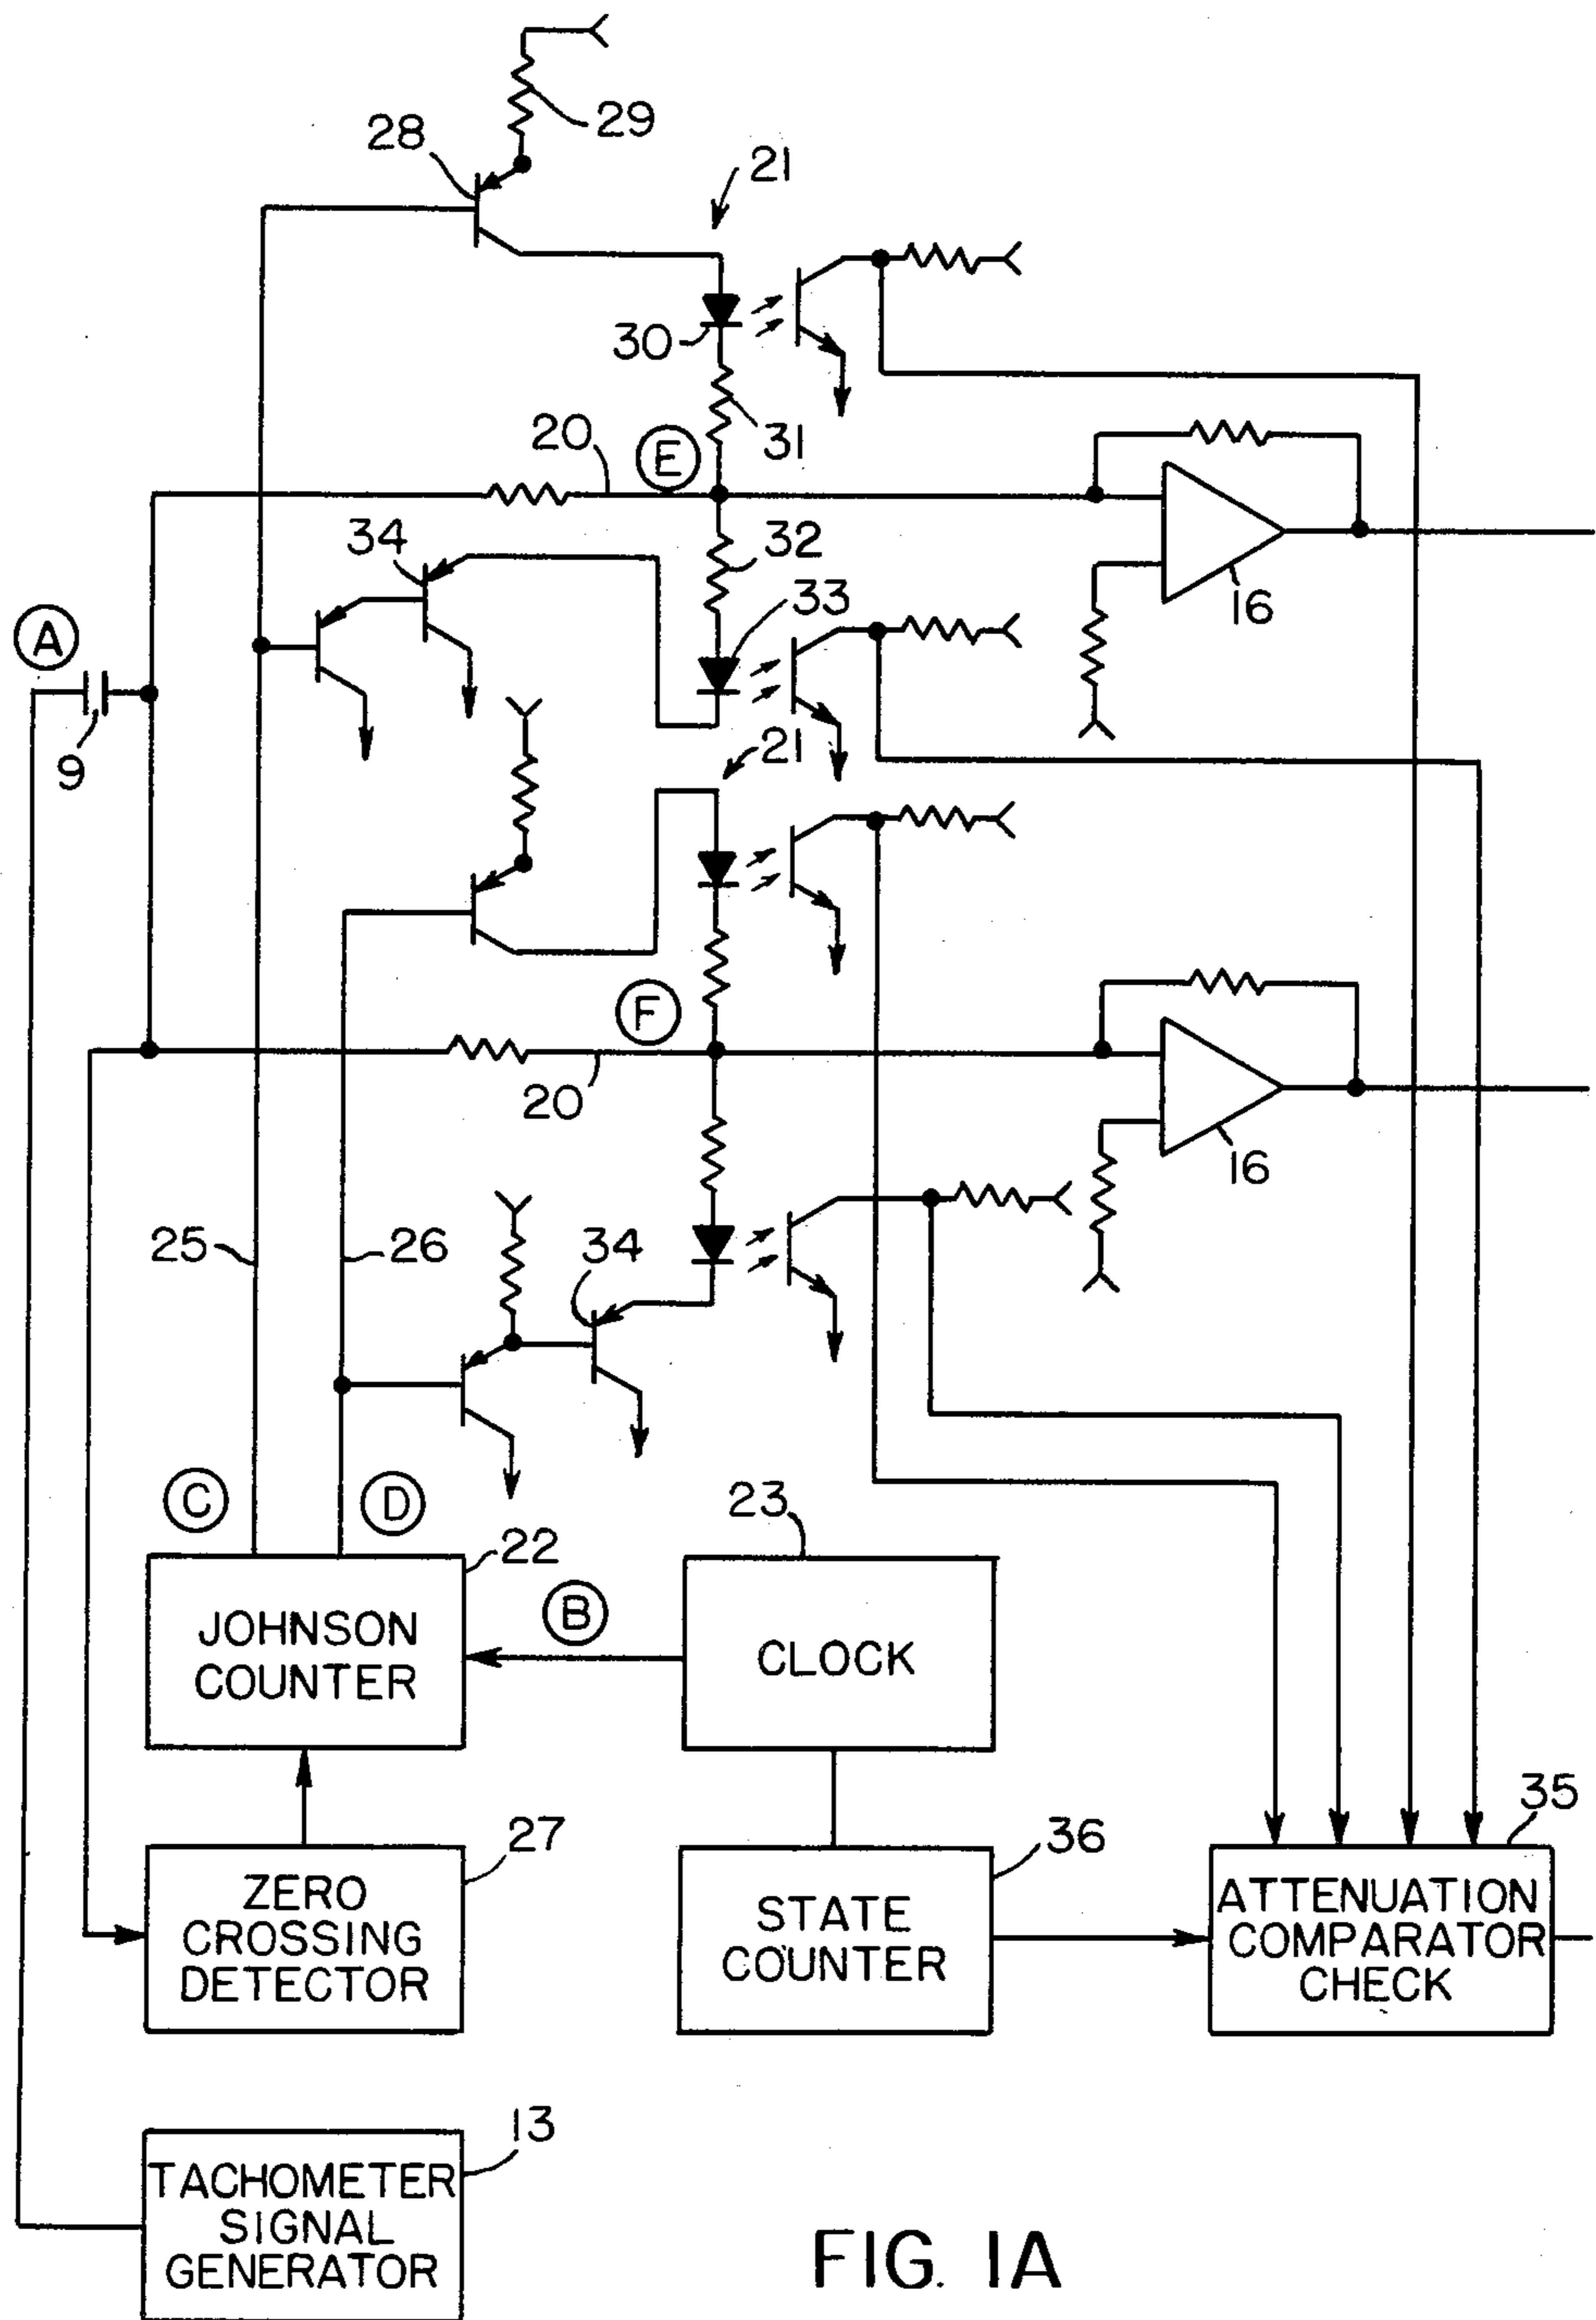 29
28
21
30
31
20
E
32
34
33
A
16
9
21
F
20
16
25
26
34
C
D
23
22
B
JOHNSON
COUNTER
CLOCK
35
27
36
ZERO
CROSSING
DETECTOR
STATE
COUNTER
ATTENUATION
COMPARATOR
CHECK
13
TACHOMETER
SIGNAL
GENERATOR
FIG. 1A